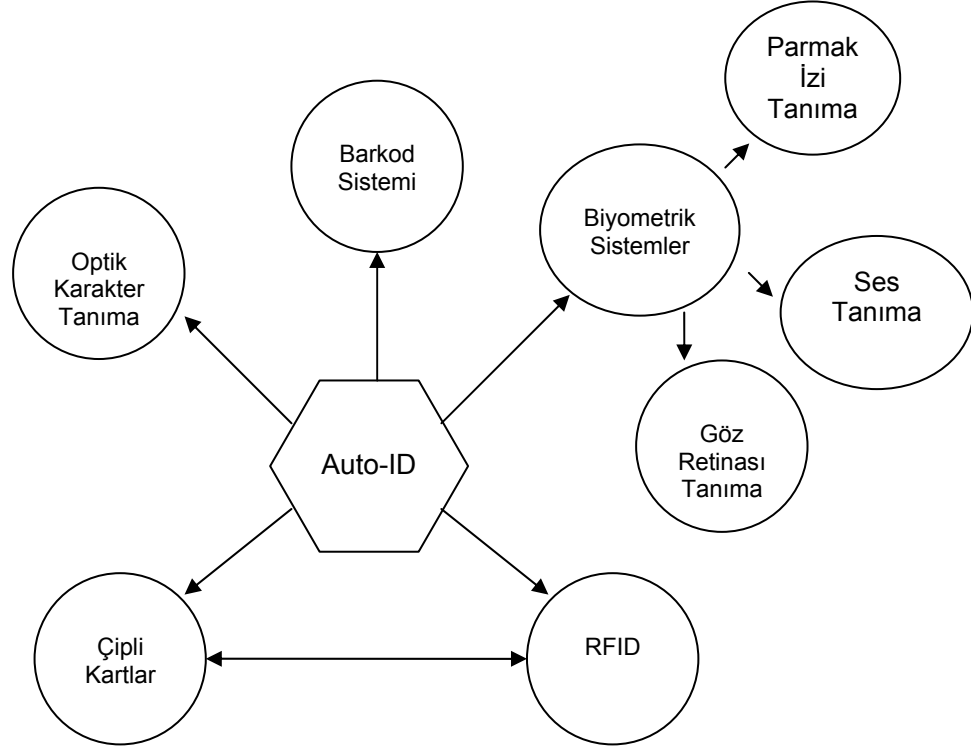 Parmak
İzi
Tanıma
Barkod
Sistemi
Biyometrik
Sistemler
Optik
Karakter
Tanıma
Ses
Tanıma
Göz
Retinası
Tanıma
Auto-ID
Çipli
Kartlar
RFID